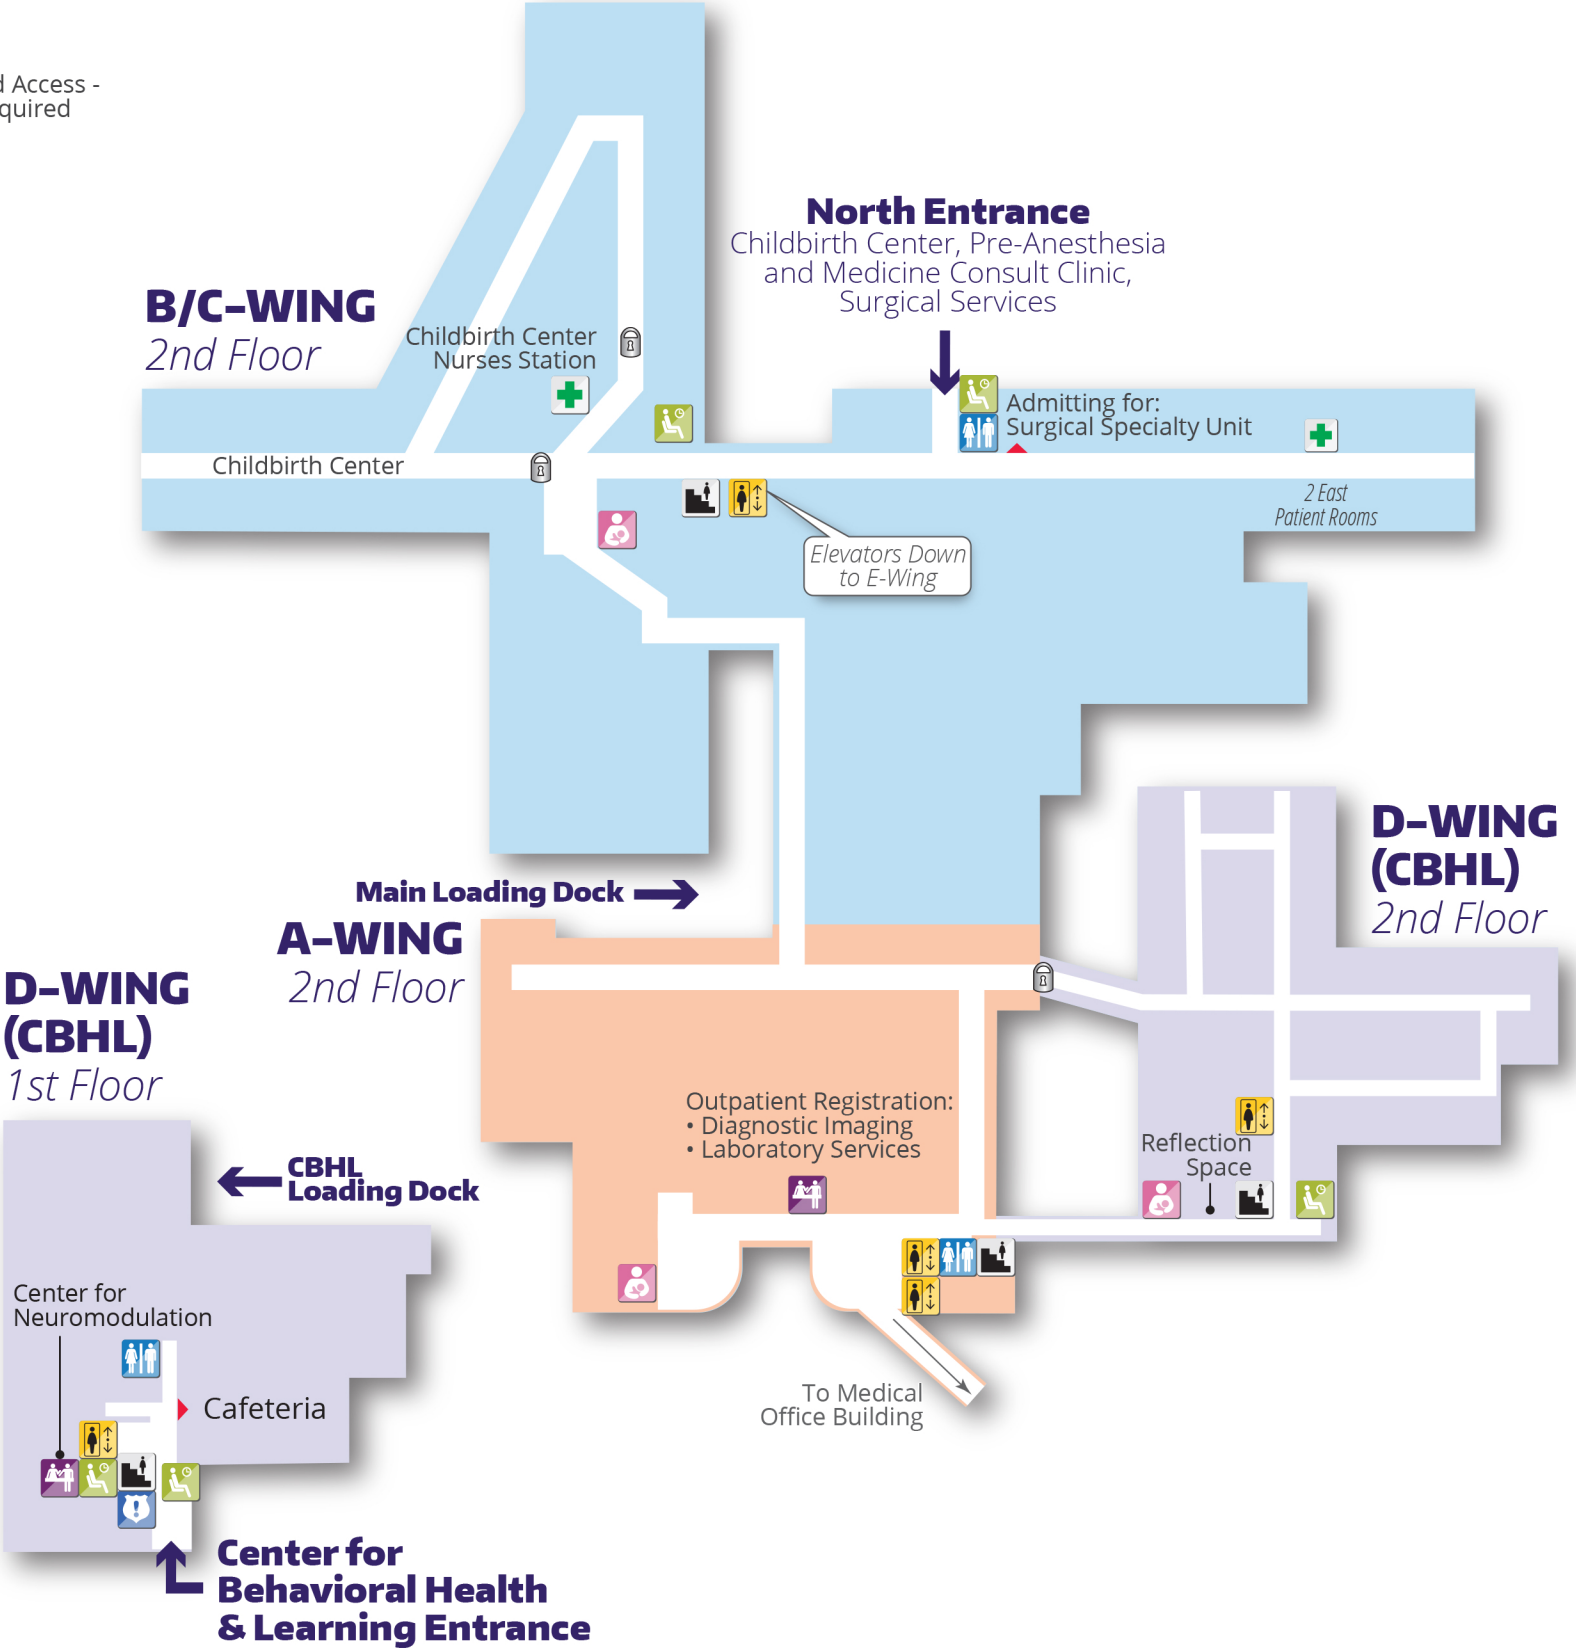 d Access -
quired
North Entrance
Childbirth Center, Pre-Anesthesia
and Medicine Consult Clinic,
Surgical Services
B/C-WING
2nd Floor
Childbirth Center
Nurses Station
Admitting for:
Surgical Specialty Unit
Childbirth Center
2 East
Patient Rooms
Elevators Down
to E-Wing
D-WING
(CBHL)
2nd Floor
Main Loading Dock
A-WING
2nd Floor
D-WING
(CBHL)
1st Floor
Outpatient Registration:
• Diagnostic Imaging
• Laboratory Services
Reflection
Space
CBHL
Loading Dock
Center for
Neuromodulation
Cafeteria
To Medical
Office Building
Center for
Behavioral Health
& Learning Entrance